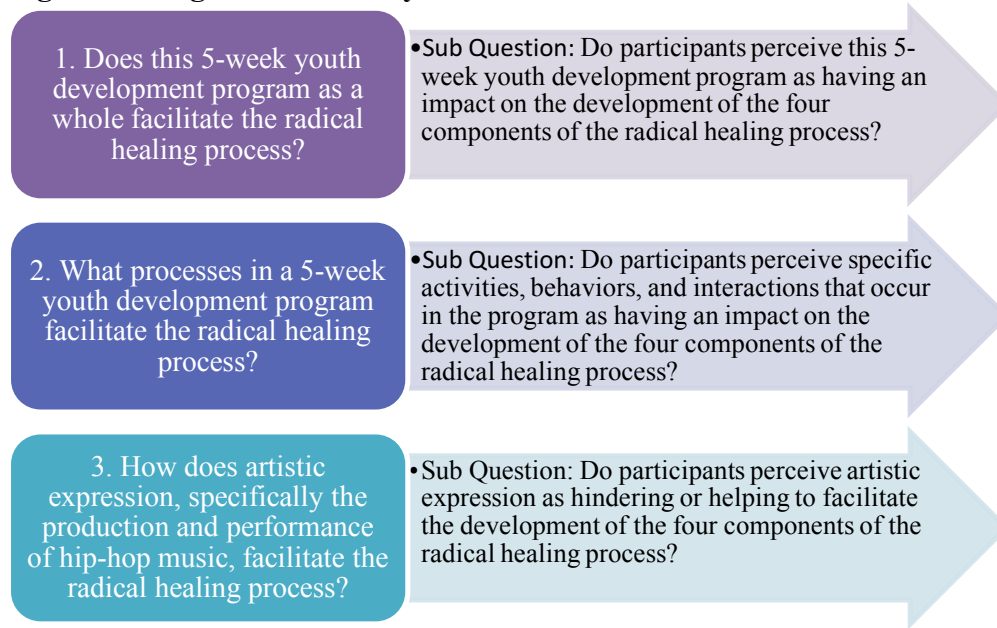 1. Does this 5-week youth
development program as a
whole facilitate the radical
healing process?
•Sub Question: Do participants perceive this 5-
week youth development program as having an
impact on the development of the four
components of the radical healing process?
2. What processes in a 5-week
youth development program
facilitate the radical healing
process?
•Sub Question: Do participants perceive specific
activities, behaviors, and interactions that occur
in the program as having an impact on the
development of the four components of the
radical healing process?
3. How does artistic
expression, specifically the
production and performance
of hip-hop music, facilitate the
radical healing process?
•Sub Question: Do participants perceive artistic
expression as hindering or helping to facilitate
the development of the four components of the
radical healing process?